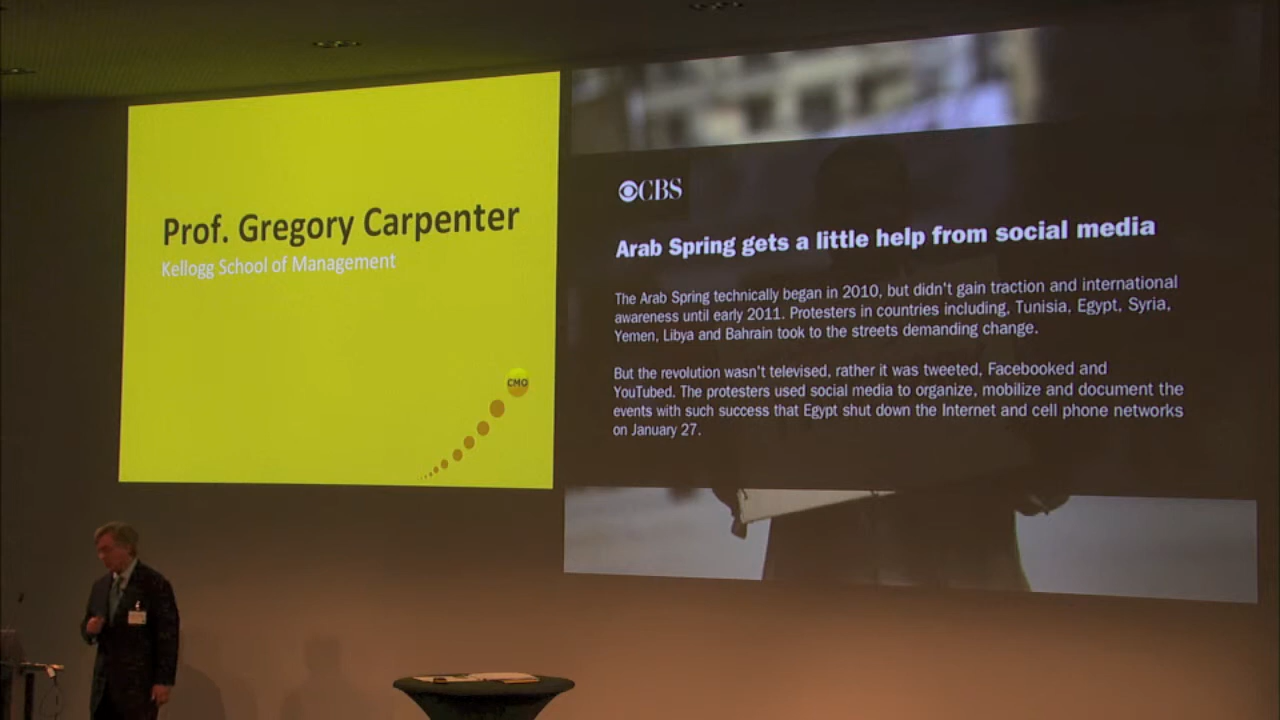 Prof. Gregory Carpenter
Kellogg School of Management
CMO
CBS
Arab Spring gets a little help from social media
The Arab Spring technically began in 2010, but didn't gain traction and international
awareness until early 2011. Protesters in countries including, Tunisia, Egypt, Syria,
Yemen, Libya and Bahrain took to the streets demanding change.
But the revolution wasn't televised, rather it was tweeted, Facebooked and
YouTubed. The protesters used social media to organize, mobilize and document the
events with such success that Egypt shut down the Internet and cell phone networks
on January 27.